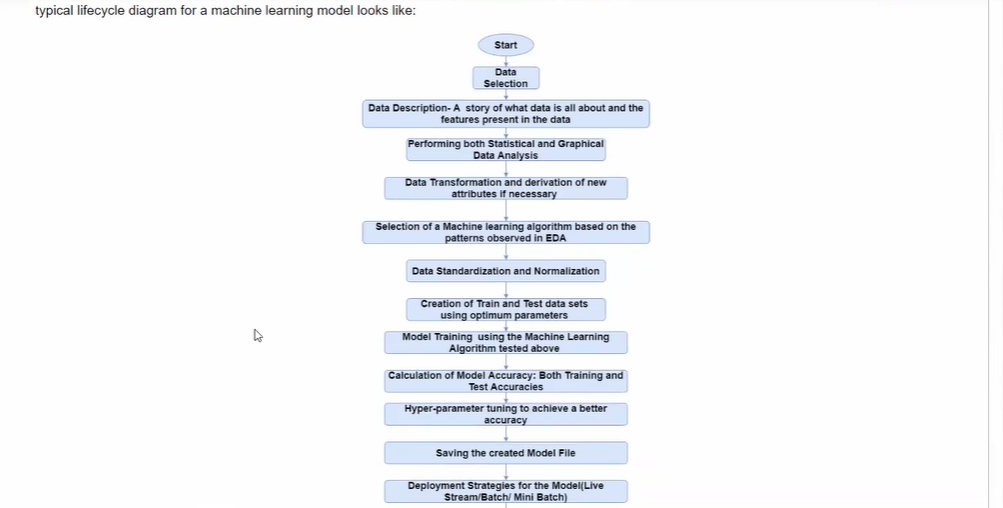 typical lifecycle diagram for a machine learning model looks like:
Start
Data
Selection
Data Description- A story of what data is all about and the
features present in the data
Performing both Statistical and Graphical
Data Analysis
Data Transformation and derivation of new
attributes if necessary
Selection of a Machine learning algorithm based on the
patterns observed in EDA
Data Standardization and Normalization
Creation of Train and Test data sets
using optimum parameters
Model Training using the Machine Learning
Algorithm tested above
Calculation of Model Accuracy: Both Training and
Test Accuracies
Hyper-parameter tuning to achieve a better
accuracy
Saving the created Model File
Deployment Strategies for the Model(Live
Stream/Batch/ Mini Batch)